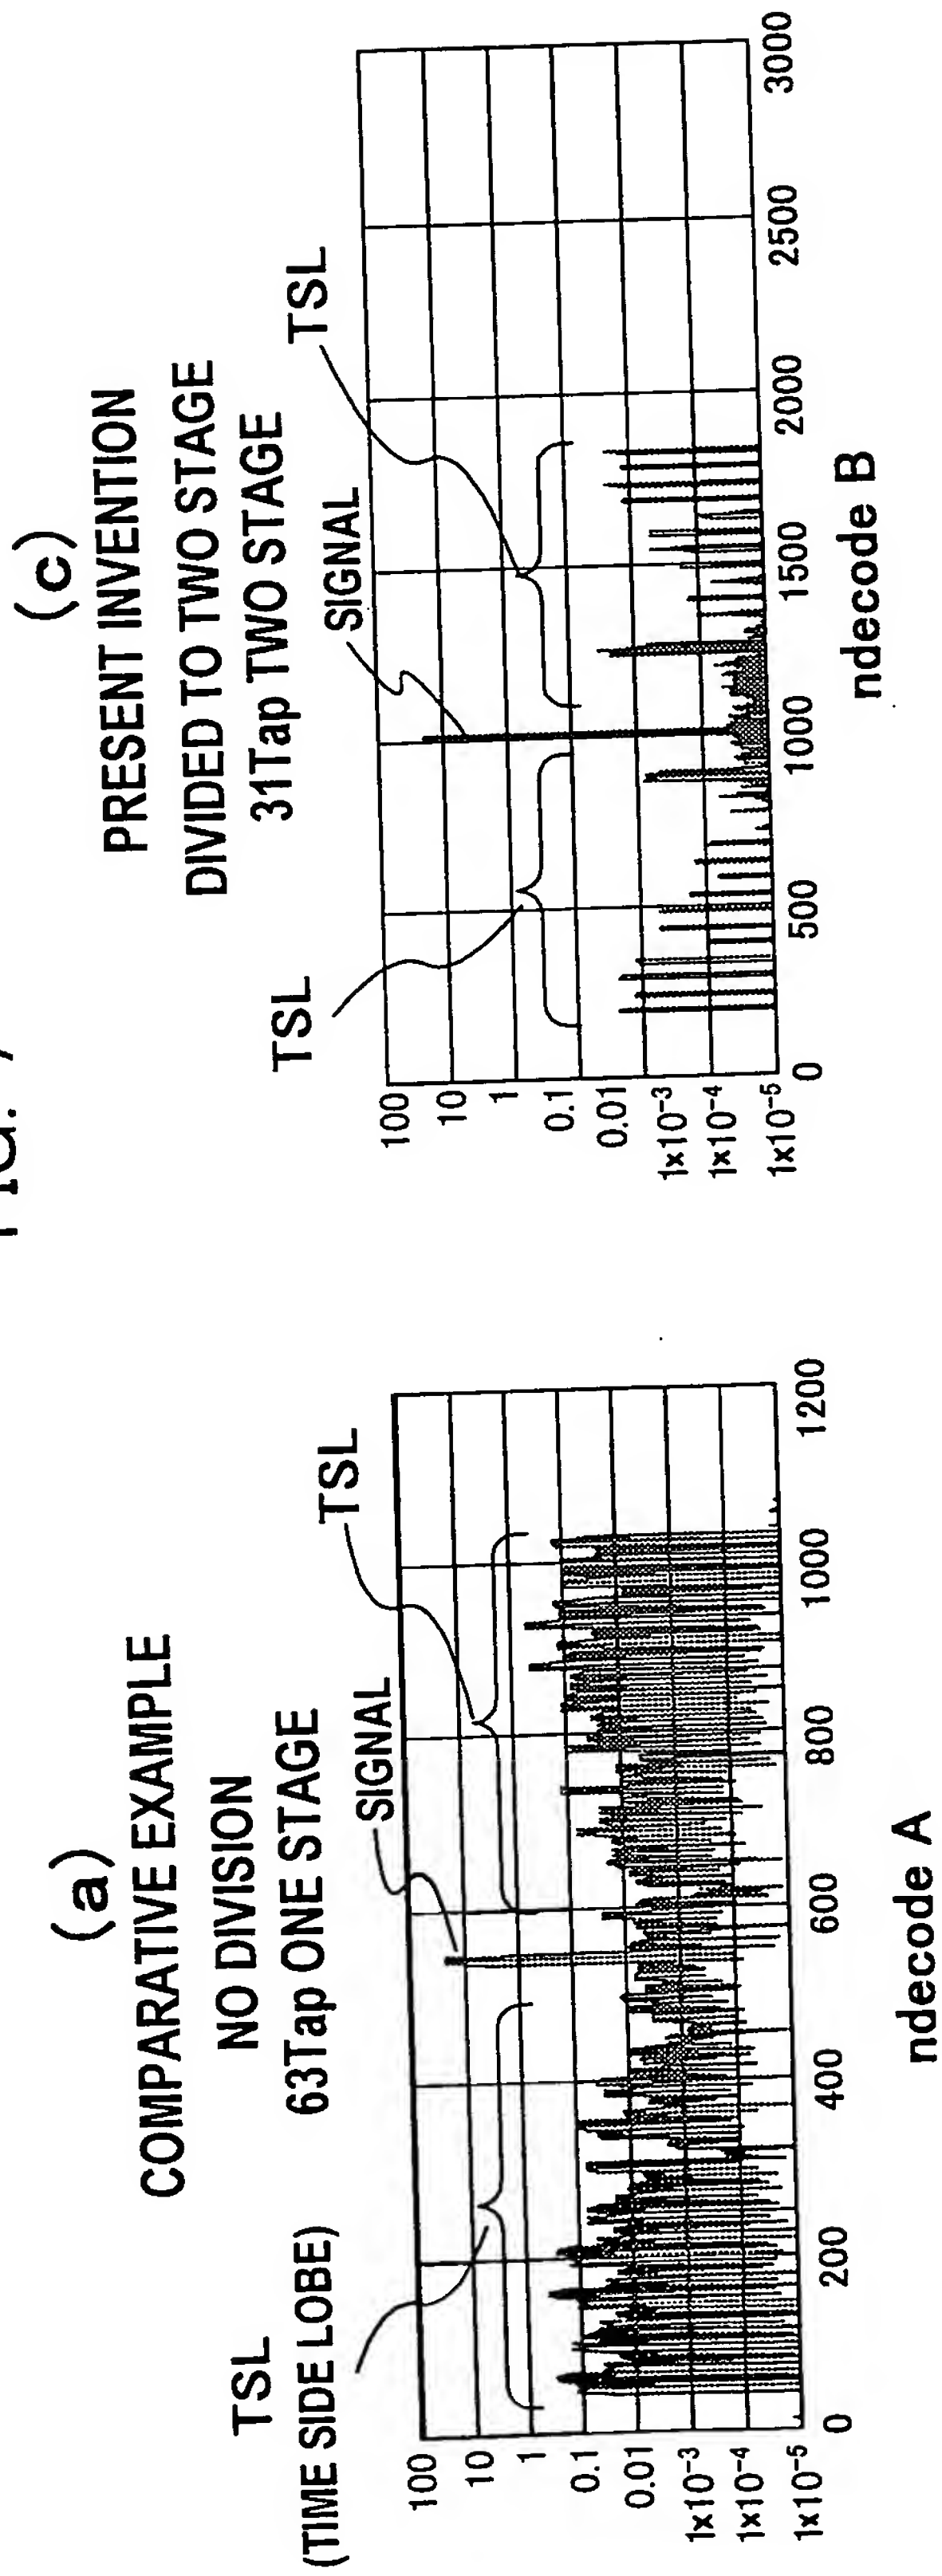 (a)
COMPARATIVE EXAMPLE
NO DIVISION
63Tap ONE STAGE
TSL
(TIME SIDE LOBE)
SIGNAL
TSL
100
10
1
0.1
0.01
1x10⁻³
1x10⁻⁴
1x10⁻⁵
0
200
400
600
800
1000
1200
ndecode A
(c)
PRESENT INVENTION
DIVIDED TO TWO STAGE
31Tap TWO STAGE
TSL
SIGNAL
TSL
100
10
1
0.1
0.01
1x10⁻³
1x10⁻⁴
1x10⁻⁵
0
500
1000
1500
2000
2500
3000
ndecode B